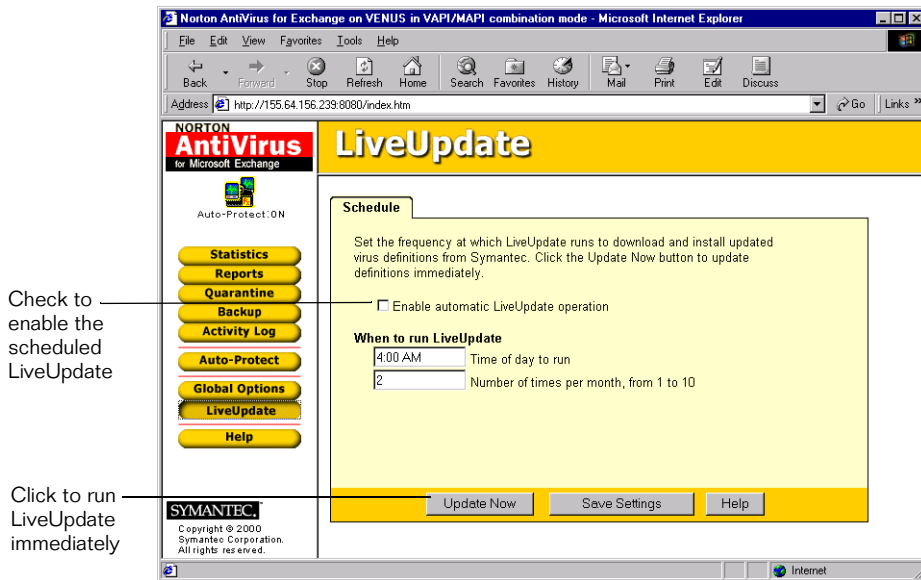 Norton AntiVirus for Exchange on VENUS in VAPI/MAPI combination mode - Microsoft Internet Explorer
File Edit View Favorites Tools Help
Back Forward Stop Refresh Home Search Favorites History Mail Print Edit Discuss
Address http://155.64.156.239:8080/index.htm Go Links »
NORTON
AntiVirus
for Microsoft Exchange
LiveUpdate
Auto-Protect:ON
Statistics
Reports
Quarantine
Backup
Activity Log
Auto-Protect
Global Options
LiveUpdate
Help
SYMANTEC.
Copyright © 2000
Symantec Corporation.
All rights reserved.
Schedule
Set the frequency at which LiveUpdate runs to download and install updated
virus definitions from Symantec. Click the Update Now button to update
definitions immediately.
Enable automatic LiveUpdate operation
When to run LiveUpdate
4:00 AM Time of day to run
2 Number of times per month, from 1 to 10
Update Now Save Settings Help
Internet
Check to
enable the
scheduled
LiveUpdate
Click to run
LiveUpdate
immediately